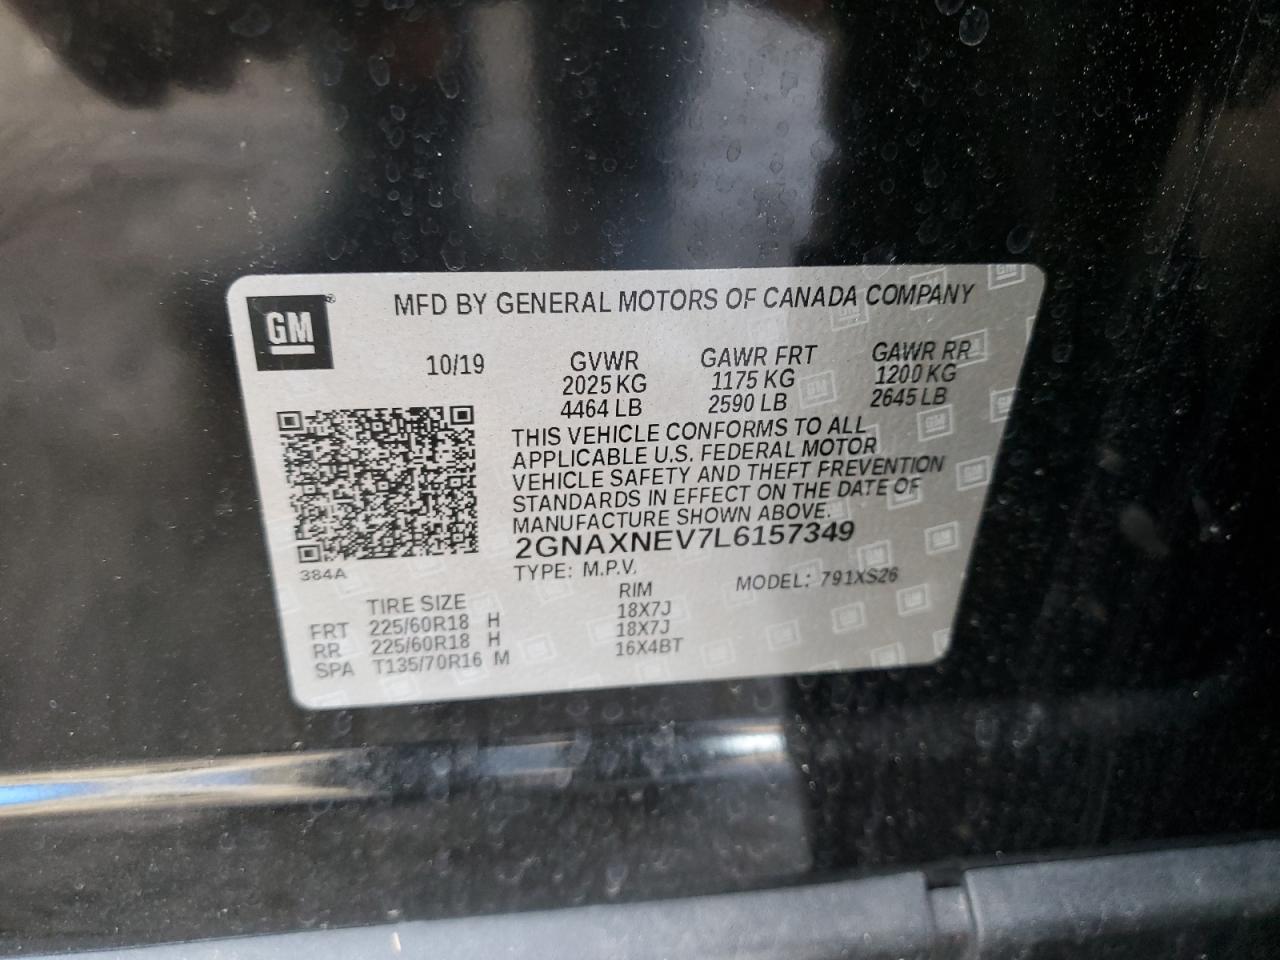 GM
MFD BY GENERAL MOTORS OF CANADA COMPANY
10/19 GVWR GAWR FRT GAWR RR
2025 KG 1175 KG 1200 KG
4464 LB 2590 LB 2645 LB
THIS VEHICLE CONFORMS TO ALL
APPLICABLE U.S. FEDERAL MOTOR
VEHICLE SAFETY AND THEFT PREVENTION
STANDARDS IN EFFECT ON THE DATE OF
MANUFACTURE SHOWN ABOVE.
2GNAXNEV7L6157349
384A
TYPE: M.P.V. MODEL: 791XS26
TIRE SIZE RIM
FRT 225/60R18 H 18X7J
RR 225/60R18 H 18X7J
SPA T135/70R16 M 16X4BT